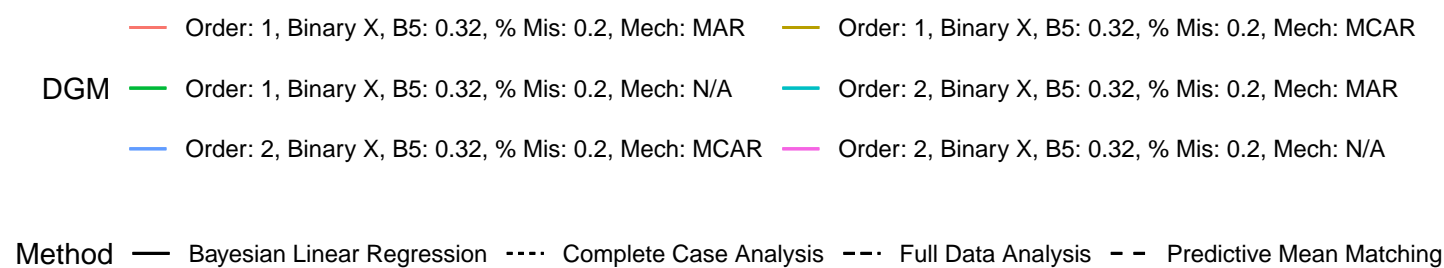 Order: 1, Binary X, B5: 0.32, % Mis: 0.2, Mech: MAR Order: 1, Binary X, B5: 0.32, % Mis: 0.2, Mech: MCAR
DGM Order: 1, Binary X, B5: 0.32, % Mis: 0.2, Mech: N/A Order: 2, Binary X, B5: 0.32, % Mis: 0.2, Mech: MAR
Order: 2, Binary X, B5: 0.32, % Mis: 0.2, Mech: MCAR Order: 2, Binary X, B5: 0.32, % Mis: 0.2, Mech: N/A
Method Bayesian Linear Regression Complete Case Analysis Full Data Analysis Predictive Mean Matching